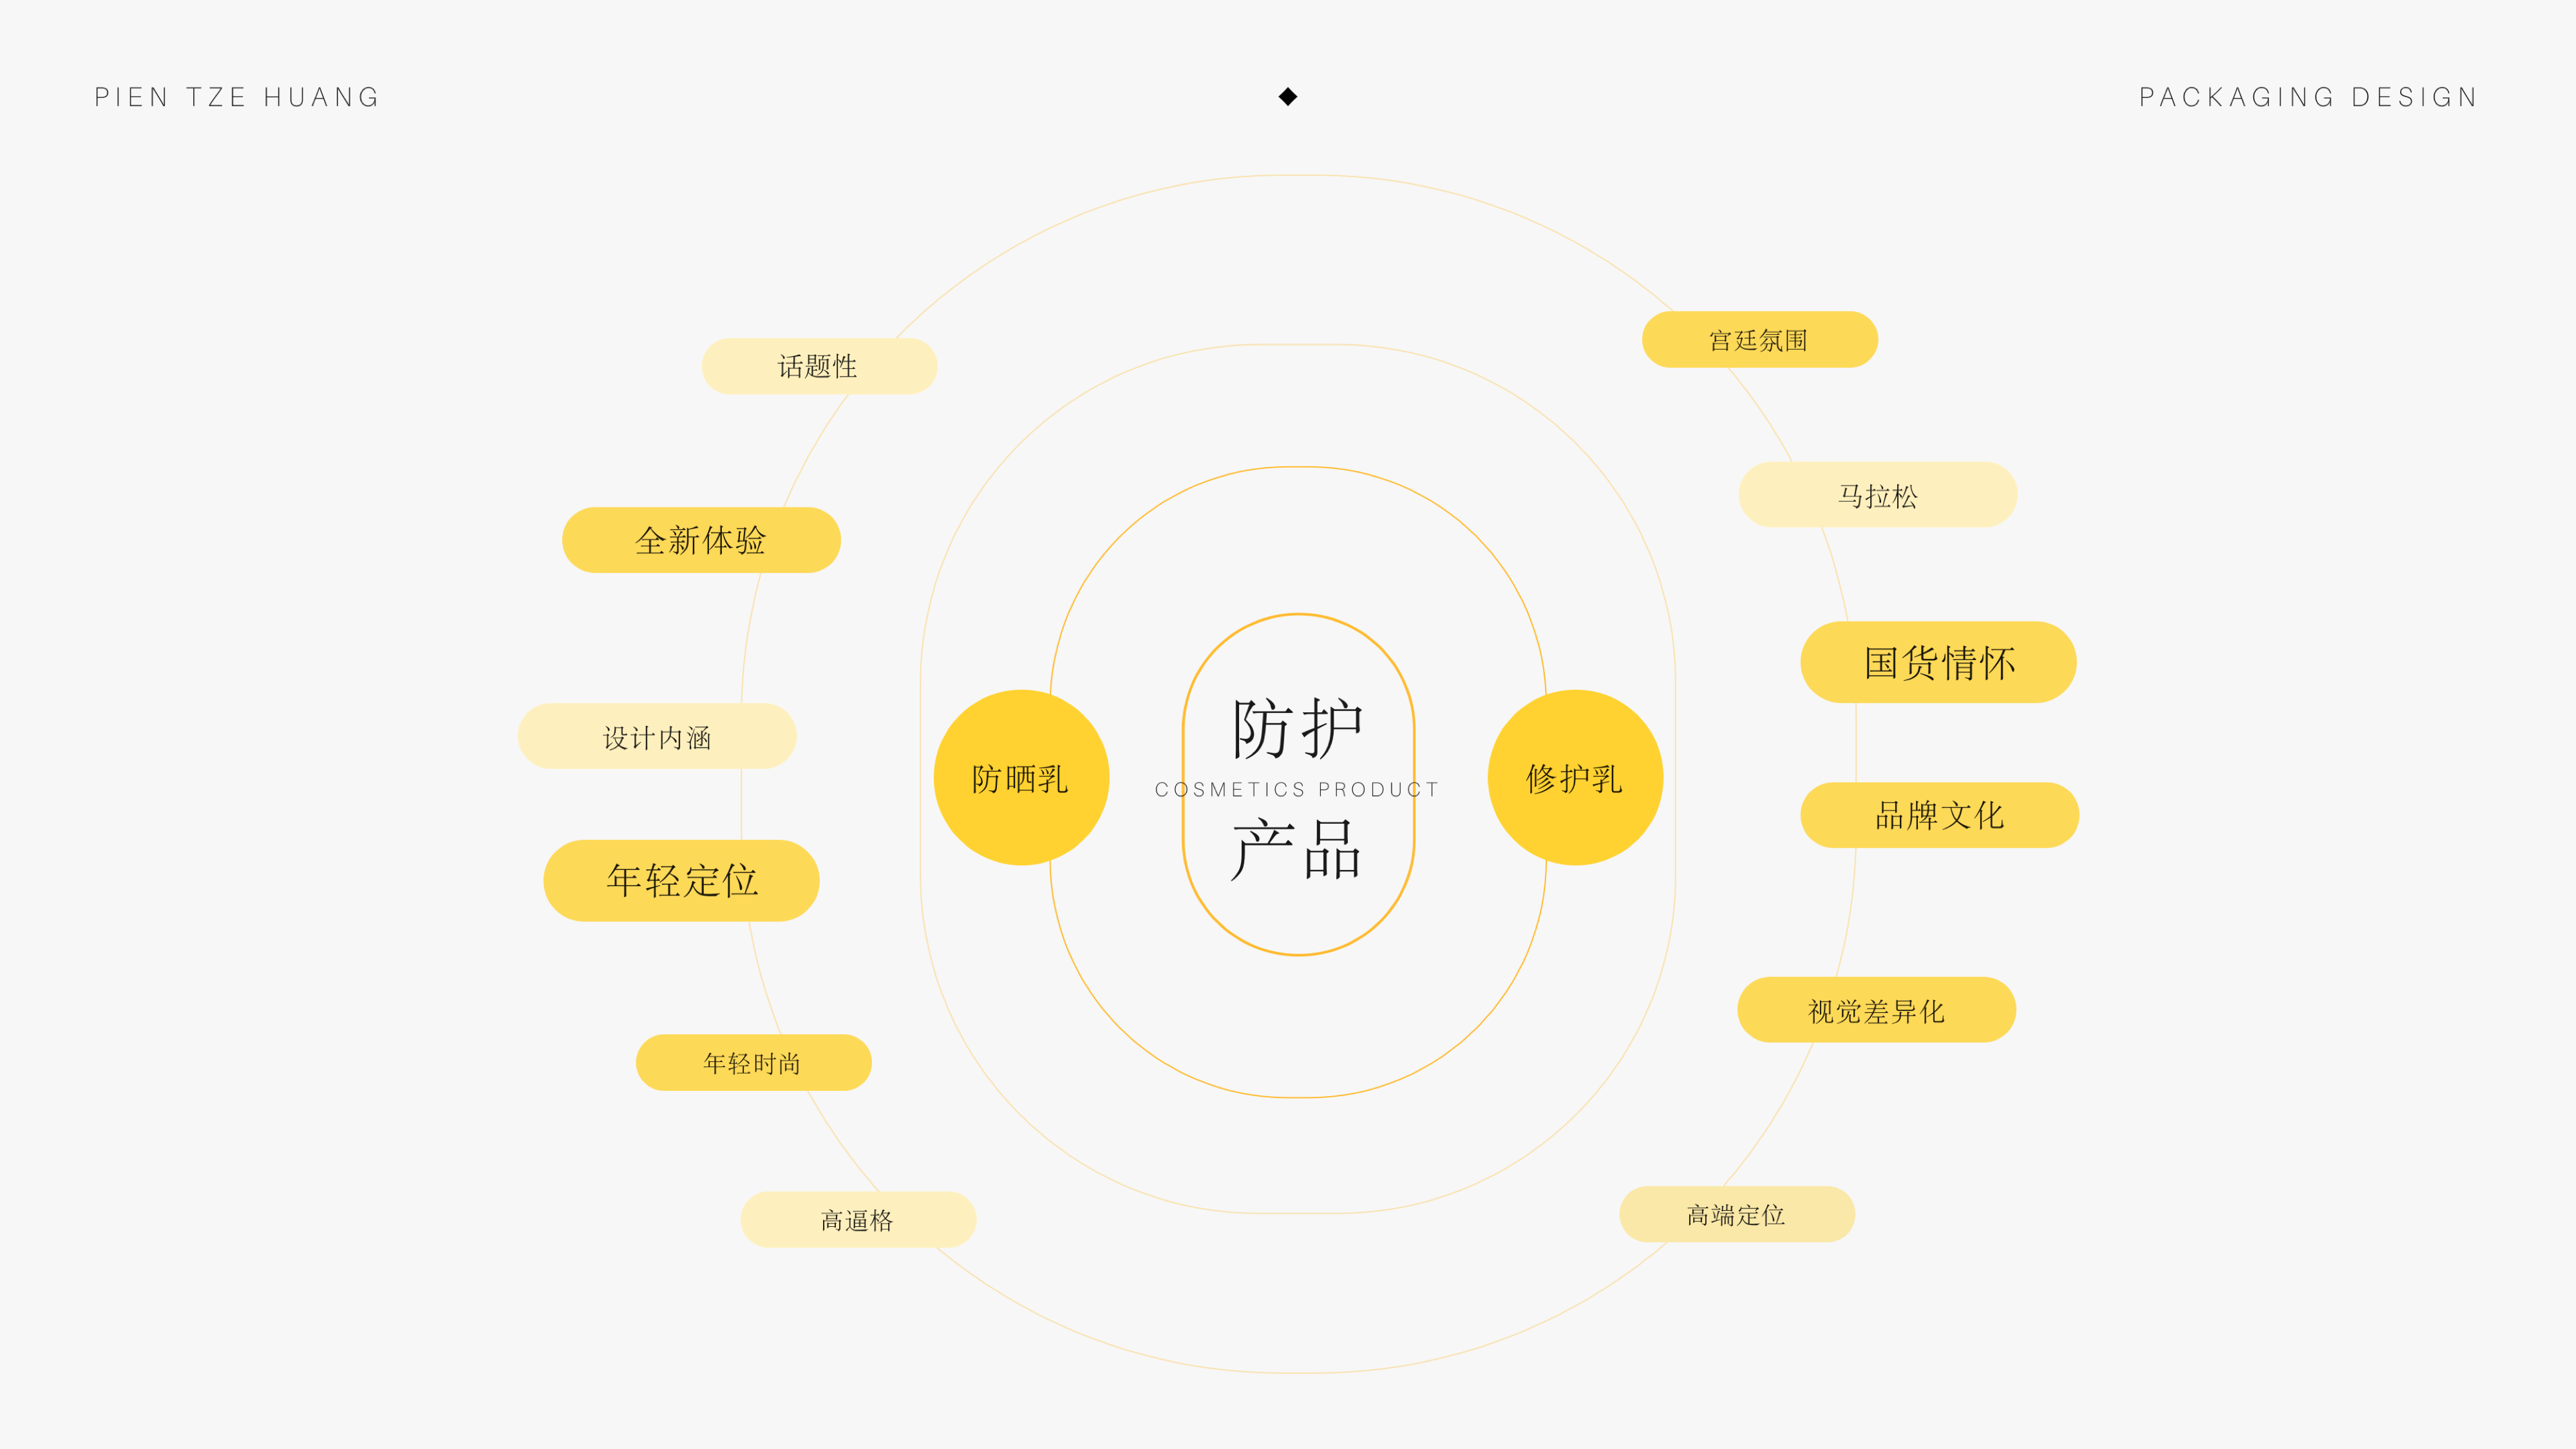 PIEN TZE HUANG
PACKAGING DESIGN
话题性
全新体验
设计内涵
年轻定位
年轻时尚
高逼格
防晒乳
防护
COSMETICS PRODUCT
产品
修护乳
宫廷氛围
马拉松
国货情怀
品牌文化
视觉差异化
高端定位